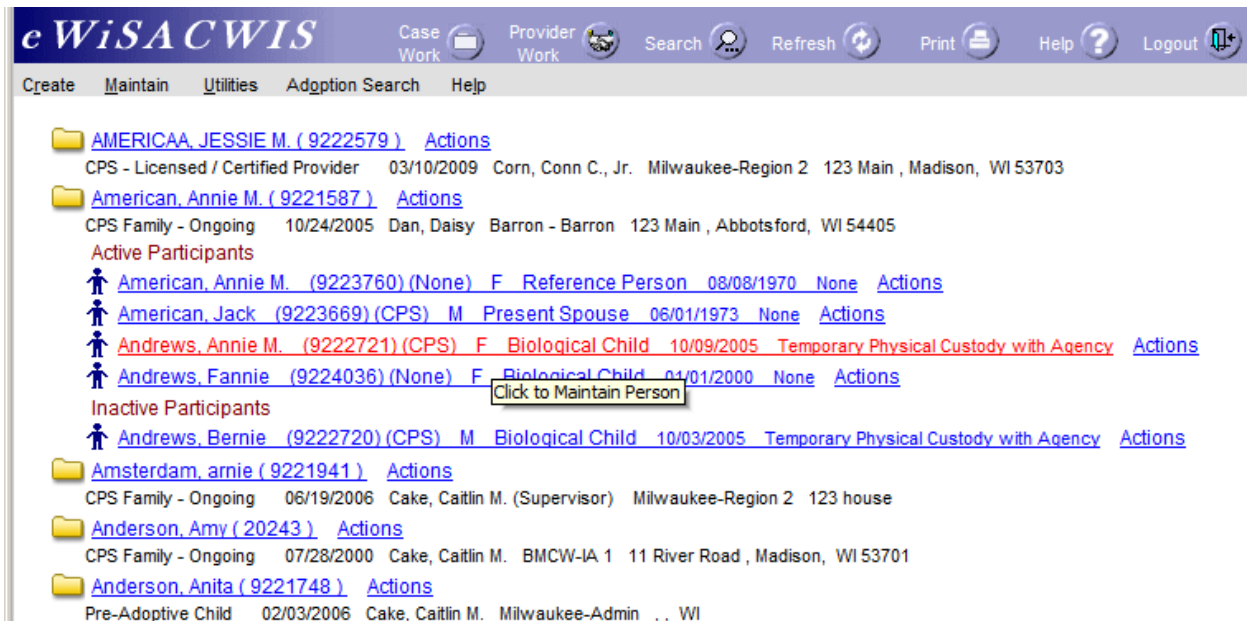 e WiSACWIS Case Work Provider Work Search Refresh Print Help Logout
Create Maintain Utilities Adoption Search Help
AMERICAA, JESSIE M. ( 9222579 ) Actions
CPS - Licensed / Certified Provider 03/10/2009 Corn, Conn C., Jr. Milwaukee-Region 2 123 Main , Madison, WI 53703
American, Annie M. ( 9221587 ) Actions
CPS Family - Ongoing 10/24/2005 Dan, Daisy Barron - Barron 123 Main , Abbotsford, WI 54405
Active Participants
American, Annie M. (9223760) (None) F Reference Person 08/08/1970 None Actions
American, Jack (9223669) (CPS) M Present Spouse 06/01/1973 None Actions
Andrews, Annie M. (9222721) (CPS) F Biological Child 10/09/2005 Temporary Physical Custody with Agency Actions
Andrews, Fannie (9224036) (None) F Biological Child 01/01/2000 None Actions
Click to Maintain Person
Inactive Participants
Andrews, Bernie (9222720) (CPS) M Biological Child 10/03/2005 Temporary Physical Custody with Agency Actions
Amsterdam, arnie ( 9221941 ) Actions
CPS Family - Ongoing 06/19/2006 Cake, Caitlin M. (Supervisor) Milwaukee-Region 2 123 house
Anderson, Amy ( 20243 ) Actions
CPS Family - Ongoing 07/28/2000 Cake, Caitlin M. BMCW-IA 1 11 River Road , Madison, WI 53701
Anderson, Anita ( 9221748 ) Actions
Pre-Adoptive Child 02/03/2006 Cake, Caitlin M. Milwaukee-Admin , , WI